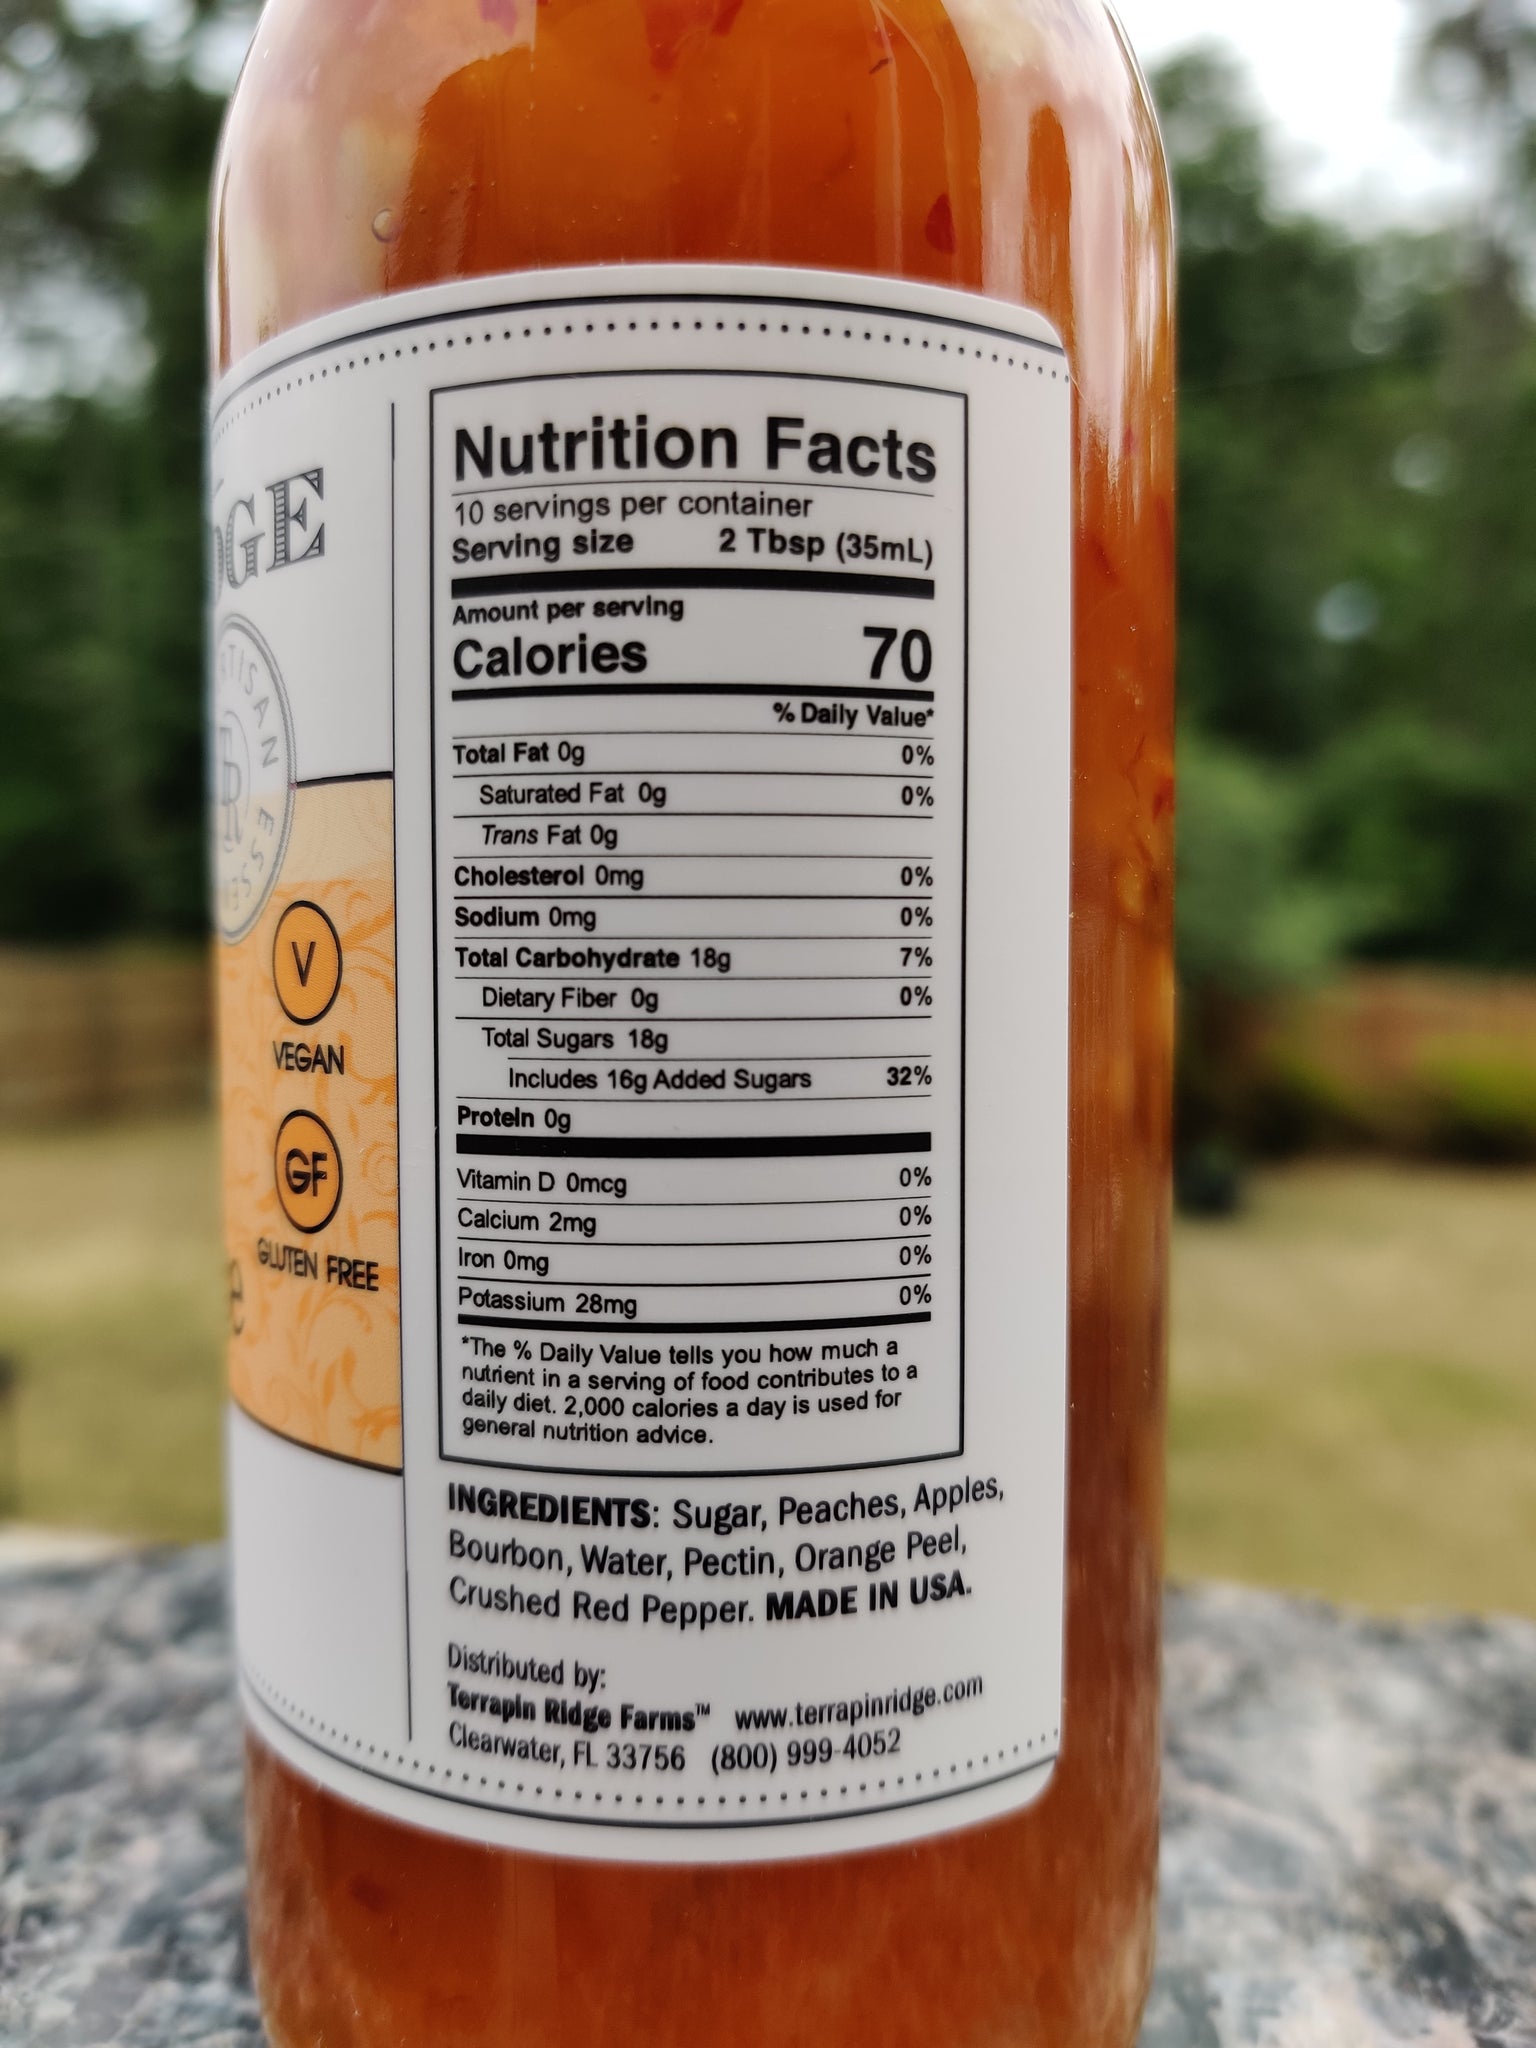 DGE
ARTISAN ESSEN
TR
V
VEGAN
GF
GLUTEN FREE
e
Nutrition Facts
10 servings per container
Serving size 2 Tbsp (35mL)
Amount per serving
Calories 70
% Daily Value*
Total Fat 0g 0%
Saturated Fat 0g 0%
Trans Fat 0g
Cholesterol 0mg 0%
Sodium 0mg 0%
Total Carbohydrate 18g 7%
Dietary Fiber 0g 0%
Total Sugars 18g
Includes 16g Added Sugars 32%
Protein 0g
Vitamin D 0mcg 0%
Calcium 2mg 0%
Iron 0mg 0%
Potassium 28mg 0%
*The % Daily Value tells you how much a
nutrient in a serving of food contributes to a
daily diet. 2,000 calories a day is used for
general nutrition advice.
INGREDIENTS: Sugar, Peaches, Apples,
Bourbon, Water, Pectin, Orange Peel,
Crushed Red Pepper. MADE IN USA.
Distributed by:
Terrapin Ridge Farms™ www.terrapinridge.com
Clearwater, FL 33756 (800) 999-4052